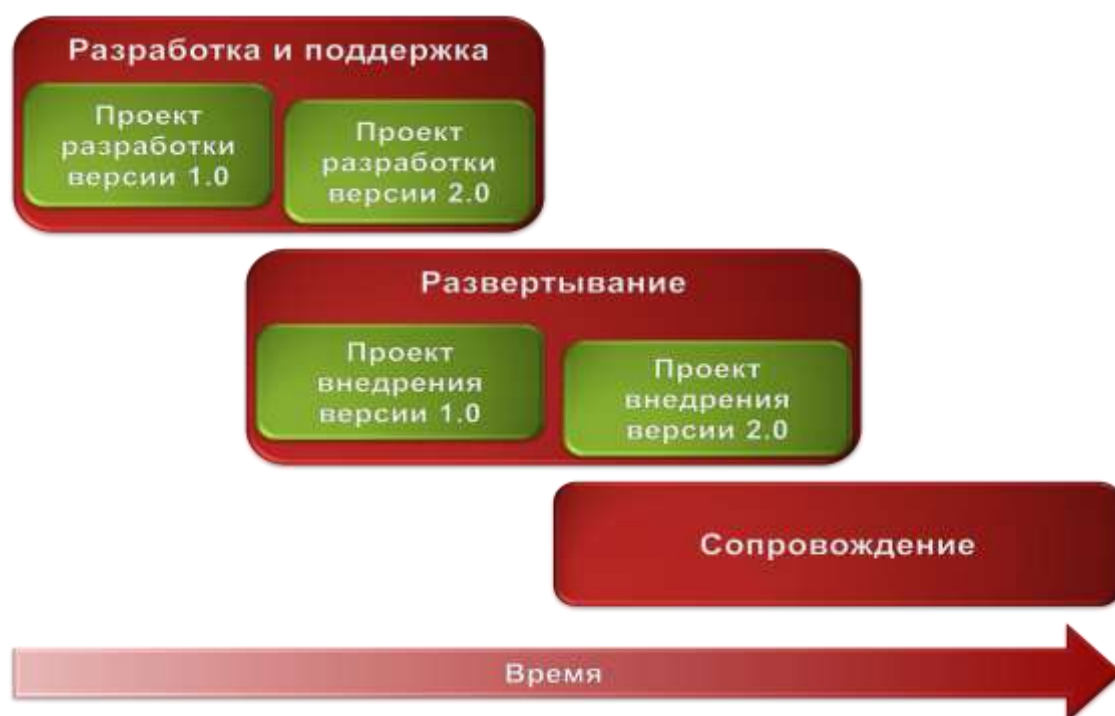 Разработка и поддержка
Проект
разработки
версии 1.0
Проект
разработки
версии 2.0
Развертывание
Проект
внедрения
версии 1.0
Проект
внедрения
версии 2.0
Сопровождение
Время